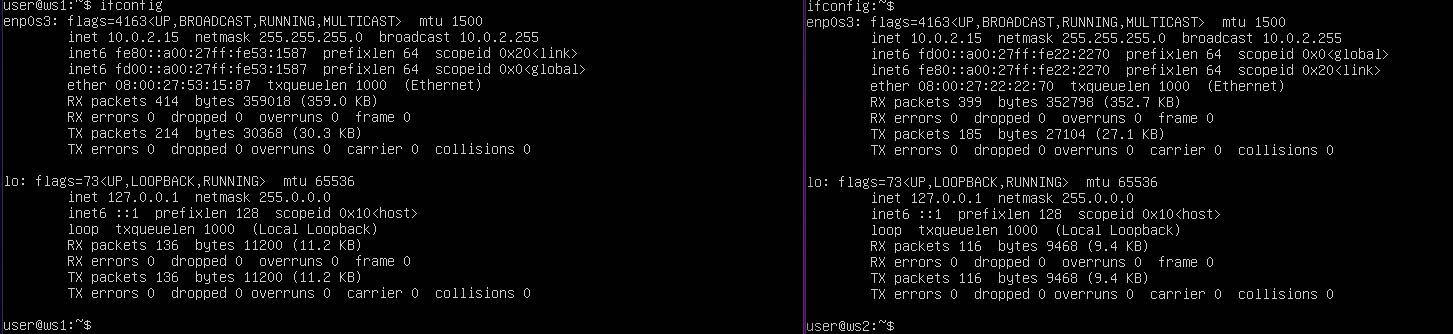 user@ws1:~$ ifconfig
enp0s3: flags=4163<UP,BROADCAST,RUNNING,MULTICAST>  mtu 1500
        inet 10.0.2.15  netmask 255.255.255.0  broadcast 10.0.2.255
        inet6 fe80::a00:27ff:fe53:1587  prefixlen 64  scopeid 0x20<link>
        inet6 fd00::a00:27ff:fe53:1587  prefixlen 64  scopeid 0x0<global>
        ether 08:00:27:53:15:87  txqueuelen 1000  (Ethernet)
        RX packets 414  bytes 359018 (359.0 KB)
        RX errors 0  dropped 0  overruns 0  frame 0
        TX packets 214  bytes 30368 (30.3 KB)
        TX errors 0  dropped 0 overruns 0  carrier 0  collisions 0
lo: flags=73<UP,LOOPBACK,RUNNING>  mtu 65536
        inet 127.0.0.1  netmask 255.0.0.0
        inet6 ::1  prefixlen 128  scopeid 0x10<host>
        loop  txqueuelen 1000  (Local Loopback)
        RX packets 136  bytes 11200 (11.2 KB)
        RX errors 0  dropped 0  overruns 0  frame 0
        TX packets 136  bytes 11200 (11.2 KB)
        TX errors 0  dropped 0 overruns 0  carrier 0  collisions 0
user@ws1:~$
ifconfig:~$
enp0s3: flags=4163<UP,BROADCAST,RUNNING,MULTICAST>  mtu 1500
        inet 10.0.2.15  netmask 255.255.255.0  broadcast 10.0.2.255
        inet6 fd00::a00:27ff:fe22:2270  prefixlen 64  scopeid 0x0<global>
        inet6 fe80::a00:27ff:fe22:2270  prefixlen 64  scopeid 0x20<link>
        ether 08:00:27:22:22:70  txqueuelen 1000  (Ethernet)
        RX packets 399  bytes 352798 (352.7 KB)
        RX errors 0  dropped 0  overruns 0  frame 0
        TX packets 185  bytes 27104 (27.1 KB)
        TX errors 0  dropped 0 overruns 0  carrier 0  collisions 0
lo: flags=73<UP,LOOPBACK,RUNNING>  mtu 65536
        inet 127.0.0.1  netmask 255.0.0.0
        inet6 ::1  prefixlen 128  scopeid 0x10<host>
        loop  txqueuelen 1000  (Local Loopback)
        RX packets 116  bytes 9468 (9.4 KB)
        RX errors 0  dropped 0  overruns 0  frame 0
        TX packets 116  bytes 9468 (9.4 KB)
        TX errors 0  dropped 0 overruns 0  carrier 0  collisions 0
user@ws2:~$